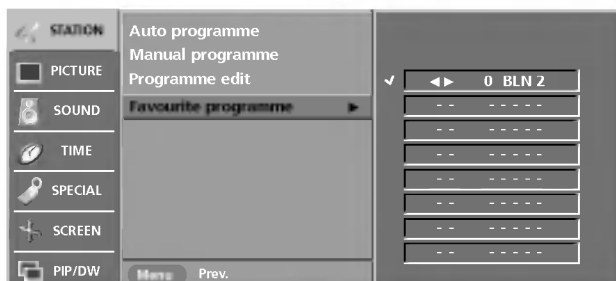 STATION
PICTURE
SOUND
TIME
SPECIAL
SCREEN
PIP/DW
Auto programme
Manual programme
Programme edit
Favourite programme
Menu Prev.
0 BLN 2
- - - - - - -
- - - - - - -
- - - - - - -
- - - - - - -
- - - - - - -
- - - - - - -
- - - - - - -